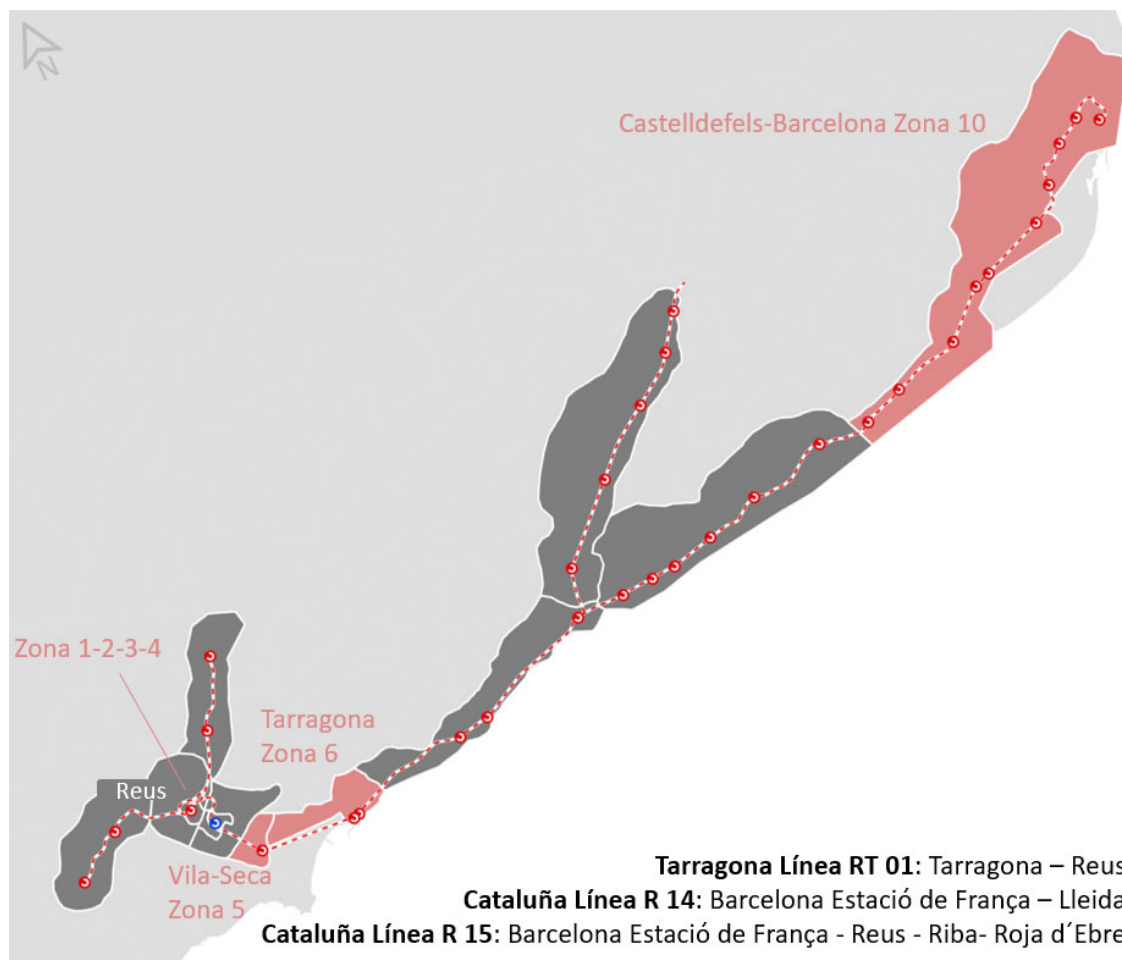 N
Castelldefels-Barcelona Zona 10
Zona 1-2-3-4
Tarragona
Zona 6
Reus
Vila-Seca
Zona 5
Tarragona Línea RT 01: Tarragona – Reus
Cataluña Línea R 14: Barcelona Estació de França – Lleida
Cataluña Línea R 15: Barcelona Estació de França - Reus - Riba- Roja d´Ebre